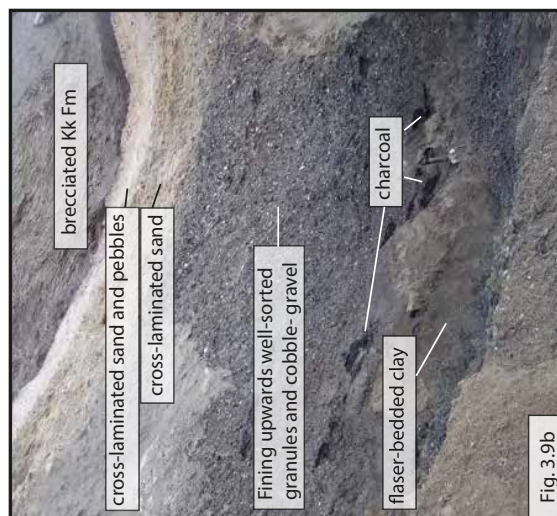 brecciated Kk Fm
cross-laminated sand and pebbles
cross-laminated sand
Fining upwards well-sorted
granules and cobble- gravel
charcoal
flaser-bedded clay
Fig. 3.9b